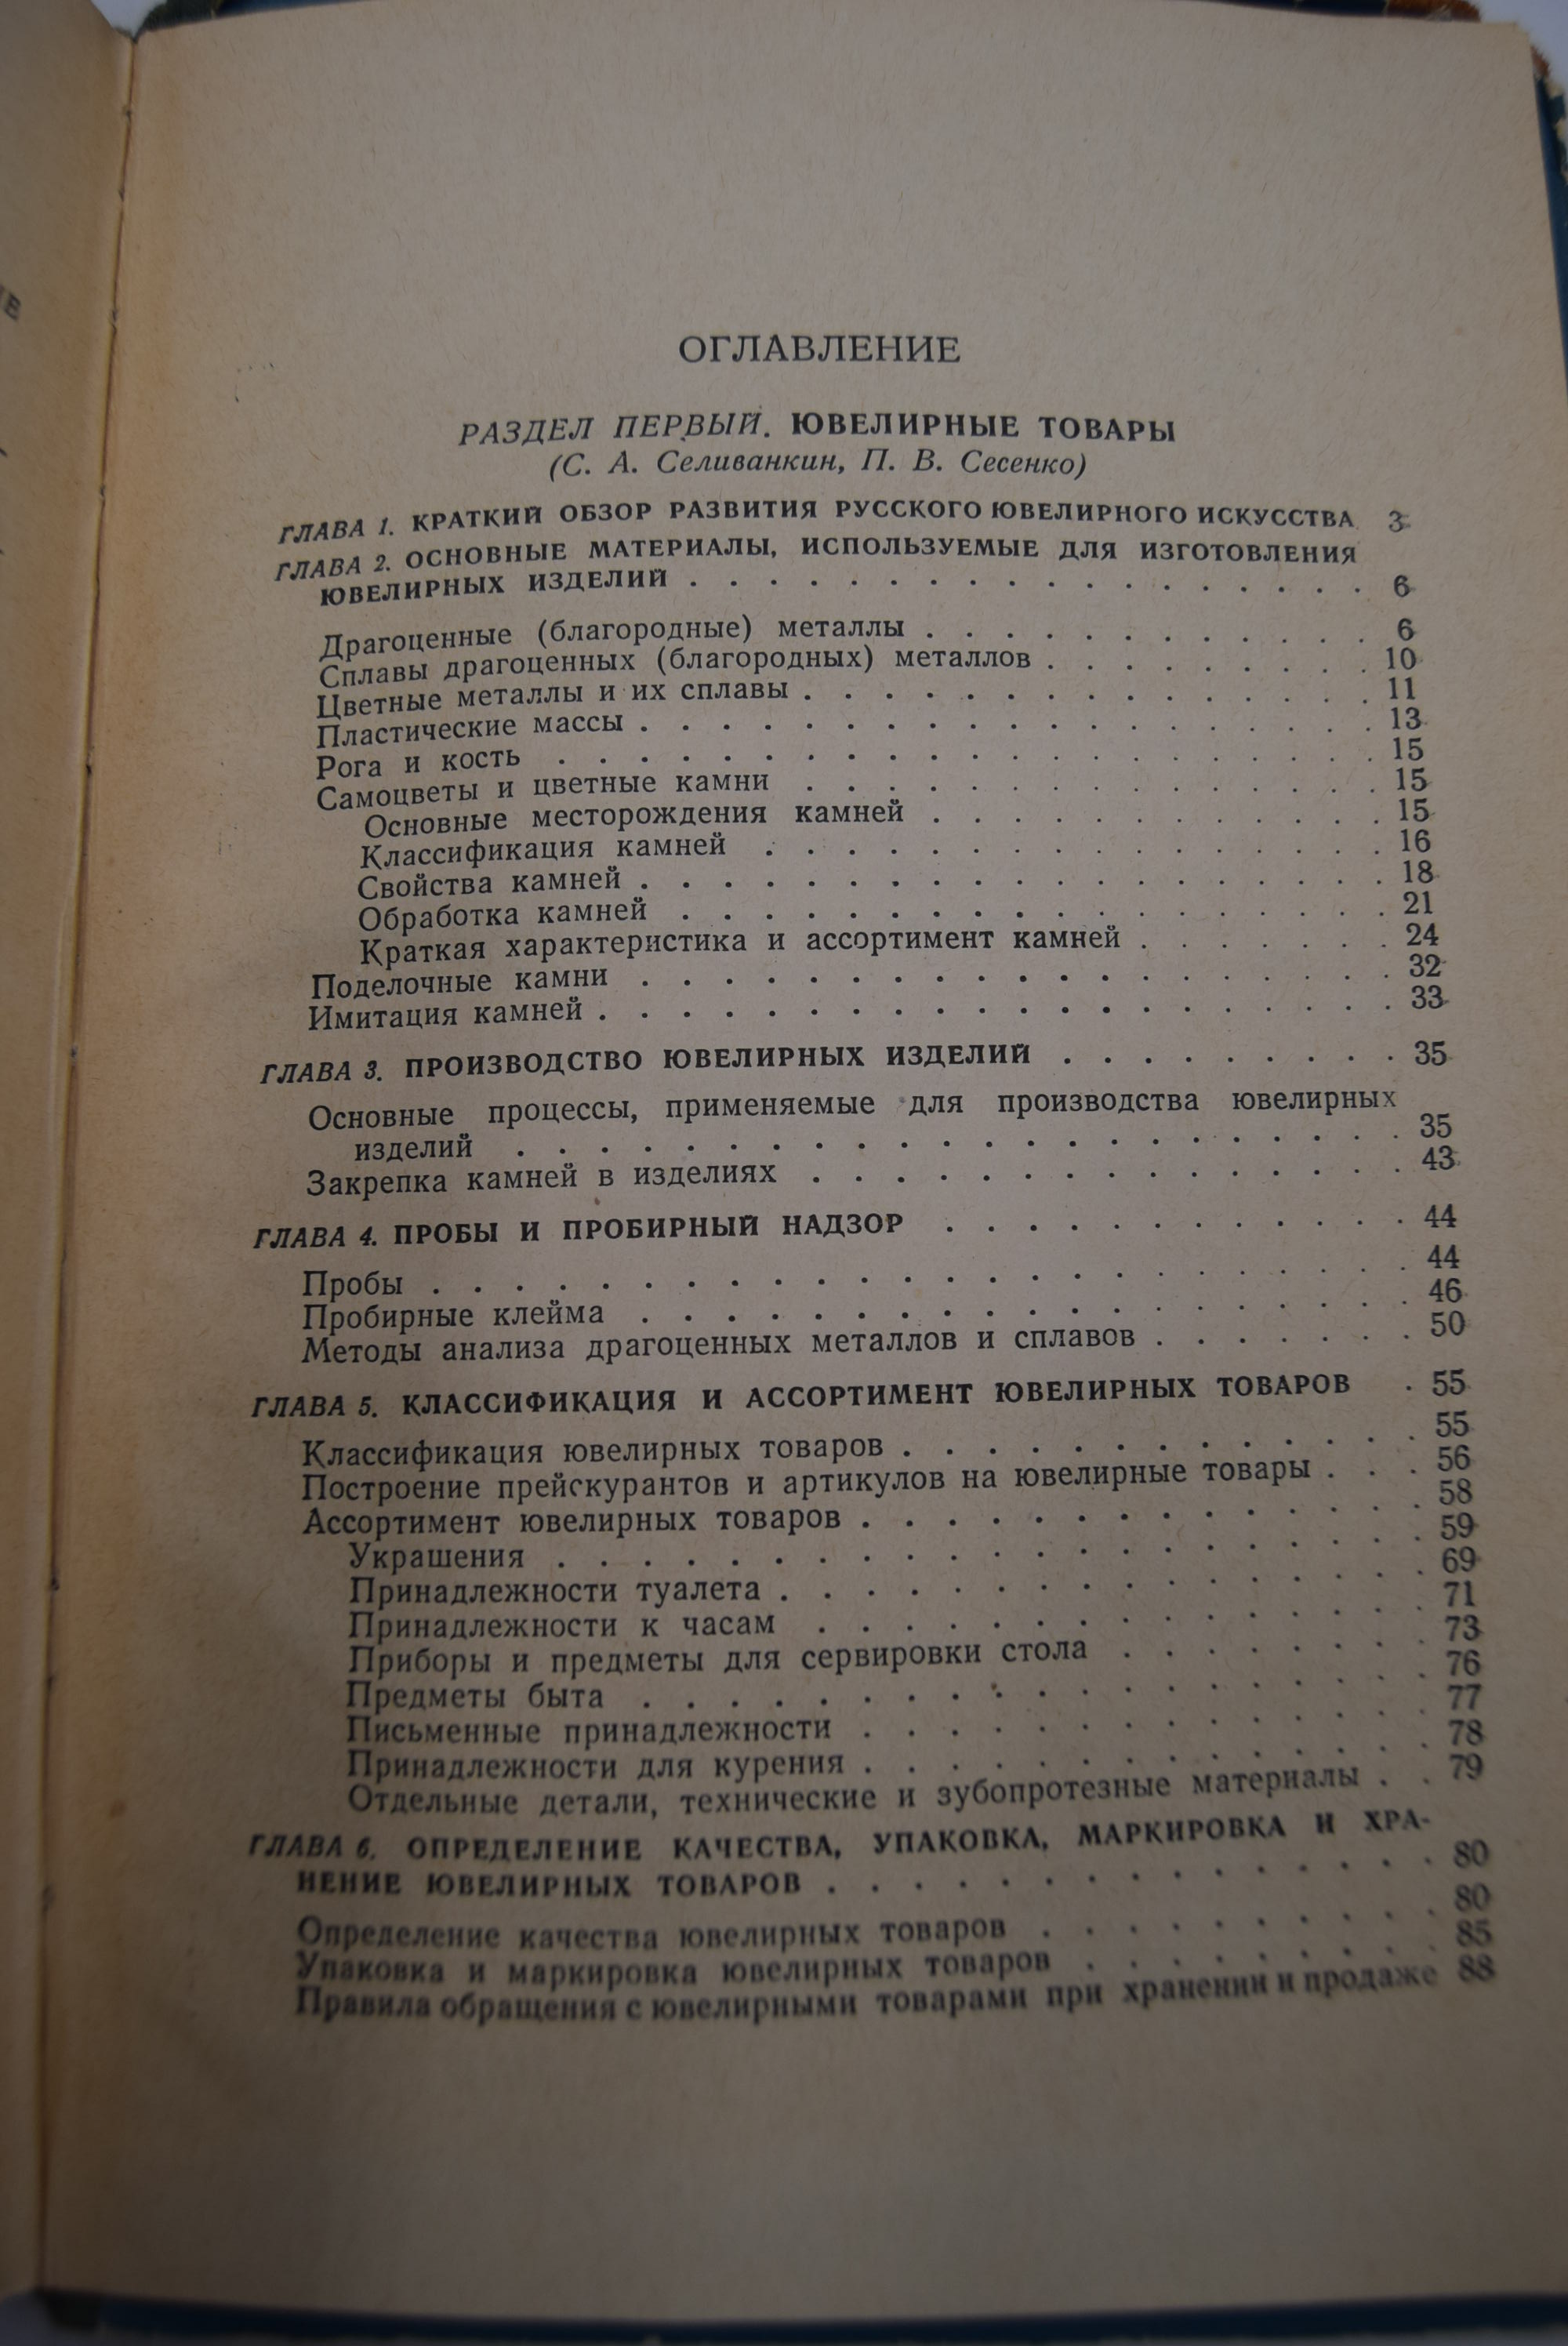 ОГЛАВЛЕНИЕ
РАЗДЕЛ ПЕРВЫЙ. ЮВЕЛИРНЫЕ ТОВАРЫ
(С. А. Селиванкин, П. В. Сесенко)
ГЛАВА 1. КРАТКИЙ ОБЗОР РАЗВИТИЯ РУССКОГО ЮВЕЛИРНОГО ИСКУССТВА 3
ГЛАВА 2. ОСНОВНЫЕ МАТЕРИАЛЫ, ИСПОЛЬЗУЕМЫЕ ДЛЯ ИЗГОТОВЛЕНИЯ
ЮВЕЛИРНЫХ ИЗДЕЛИЙ . . . . . . . . . . . . . . . . . 6
Драгоценные (благородные) металлы . . . . . . . . . . . 6
Сплавы драгоценных (благородных) металлов . . . . . . . . 10
Цветные металлы и их сплавы . . . . . . . . . . . . . . 11
Пластические массы . . . . . . . . . . . . . . . . . . 13
Рога и кость . . . . . . . . . . . . . . . . . . . . 15
Самоцветы и цветные камни . . . . . . . . . . . . . . 15
Основные месторождения камней . . . . . . . . . . . 15
Классификация камней . . . . . . . . . . . . . . . 16
Свойства камней . . . . . . . . . . . . . . . . . . 18
Обработка камней . . . . . . . . . . . . . . . . . 21
Краткая характеристика и ассортимент камней . . . . . . . 24
Поделочные камни . . . . . . . . . . . . . . . . . . 32
Имитация камней . . . . . . . . . . . . . . . . . . . 33
ГЛАВА 3. ПРОИЗВОДСТВО ЮВЕЛИРНЫХ ИЗДЕЛИЙ . . . . . . . . . 35
Основные процессы, применяемые для производства ювелирных
изделий . . . . . . . . . . . . . . . . . . . . . 35
Закрепка камней в изделиях . . . . . . . . . . . . . . 43
ГЛАВА 4. ПРОБЫ И ПРОБИРНЫЙ НАДЗОР . . . . . . . . . . . 44
Пробы . . . . . . . . . . . . . . . . . . . . . . . 44
Пробирные клейма . . . . . . . . . . . . . . . . . . 46
Методы анализа драгоценных металлов и сплавов . . . . . . . 50
ГЛАВА 5. КЛАССИФИКАЦИЯ И АССОРТИМЕНТ ЮВЕЛИРНЫХ ТОВАРОВ . 55
Классификация ювелирных товаров . . . . . . . . . . . . 55
Построение прейскурантов и артикулов на ювелирные товары . . . 56
Ассортимент ювелирных товаров . . . . . . . . . . . . . 58
Украшения . . . . . . . . . . . . . . . . . . . . 59
Принадлежности туалета . . . . . . . . . . . . . . . 69
Принадлежности к часам . . . . . . . . . . . . . . 71
Приборы и предметы для сервировки стола . . . . . . . 73
Предметы быта . . . . . . . . . . . . . . . . . . 76
Письменные принадлежности . . . . . . . . . . . . . 77
Принадлежности для курения . . . . . . . . . . . . . 78
Отдельные детали, технические и зубопротезные материалы . . 79
ГЛАВА 6. ОПРЕДЕЛЕНИЕ КАЧЕСТВА, УПАКОВКА, МАРКИРОВКА И ХРА-
НЕНИЕ ЮВЕЛИРНЫХ ТОВАРОВ . . . . . . . . . . . . . . 80
Определение качества ювелирных товаров . . . . . . . . . 80
Упаковка и маркировка ювелирных товаров . . . . . . . . 85
Правила обращения с ювелирными товарами при хранении и продаже 88